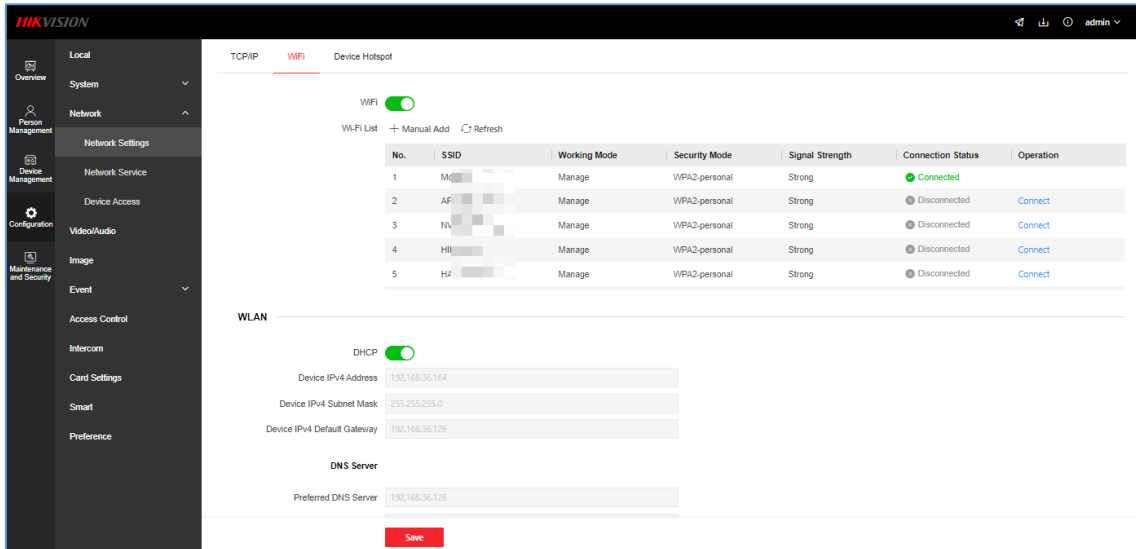 HIKVISION
admin
Overview
Person
Management
Device
Management
Configuration
Maintenance
and Security
Local
System
Network
Network Settings
Network Service
Device Access
Video/Audio
Image
Event
Access Control
Intercom
Card Settings
Smart
Preference
TCP/IP WiFi Device Hotspot
WiFi
Wi-Fi List + Manual Add Refresh
No. SSID Working Mode Security Mode Signal Strength Connection Status Operation
1 Manage WPA2-personal Strong Connected
2 Manage WPA2-personal Strong Disconnected Connect
3 Manage WPA2-personal Strong Disconnected Connect
4 Manage WPA2-personal Strong Disconnected Connect
5 Manage WPA2-personal Strong Disconnected Connect
WLAN
DHCP
Device IPv4 Address 192.168.36.164
Device IPv4 Subnet Mask 255.255.255.0
Device IPv4 Default Gateway 192.168.36.126
DNS Server
Preferred DNS Server 192.168.36.126
Save